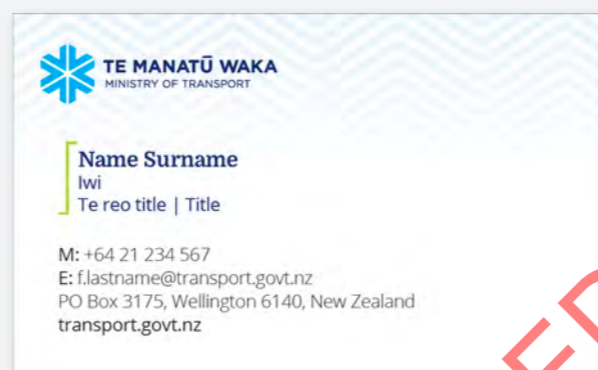 TE MANATŪ WAKA
MINISTRY OF TRANSPORT
Name Surname
Iwi
Te reo title | Title
M: +64 21 234 567
E: f.lastname@transport.govt.nz
PO Box 3175, Wellington 6140, New Zealand
transport.govt.nz